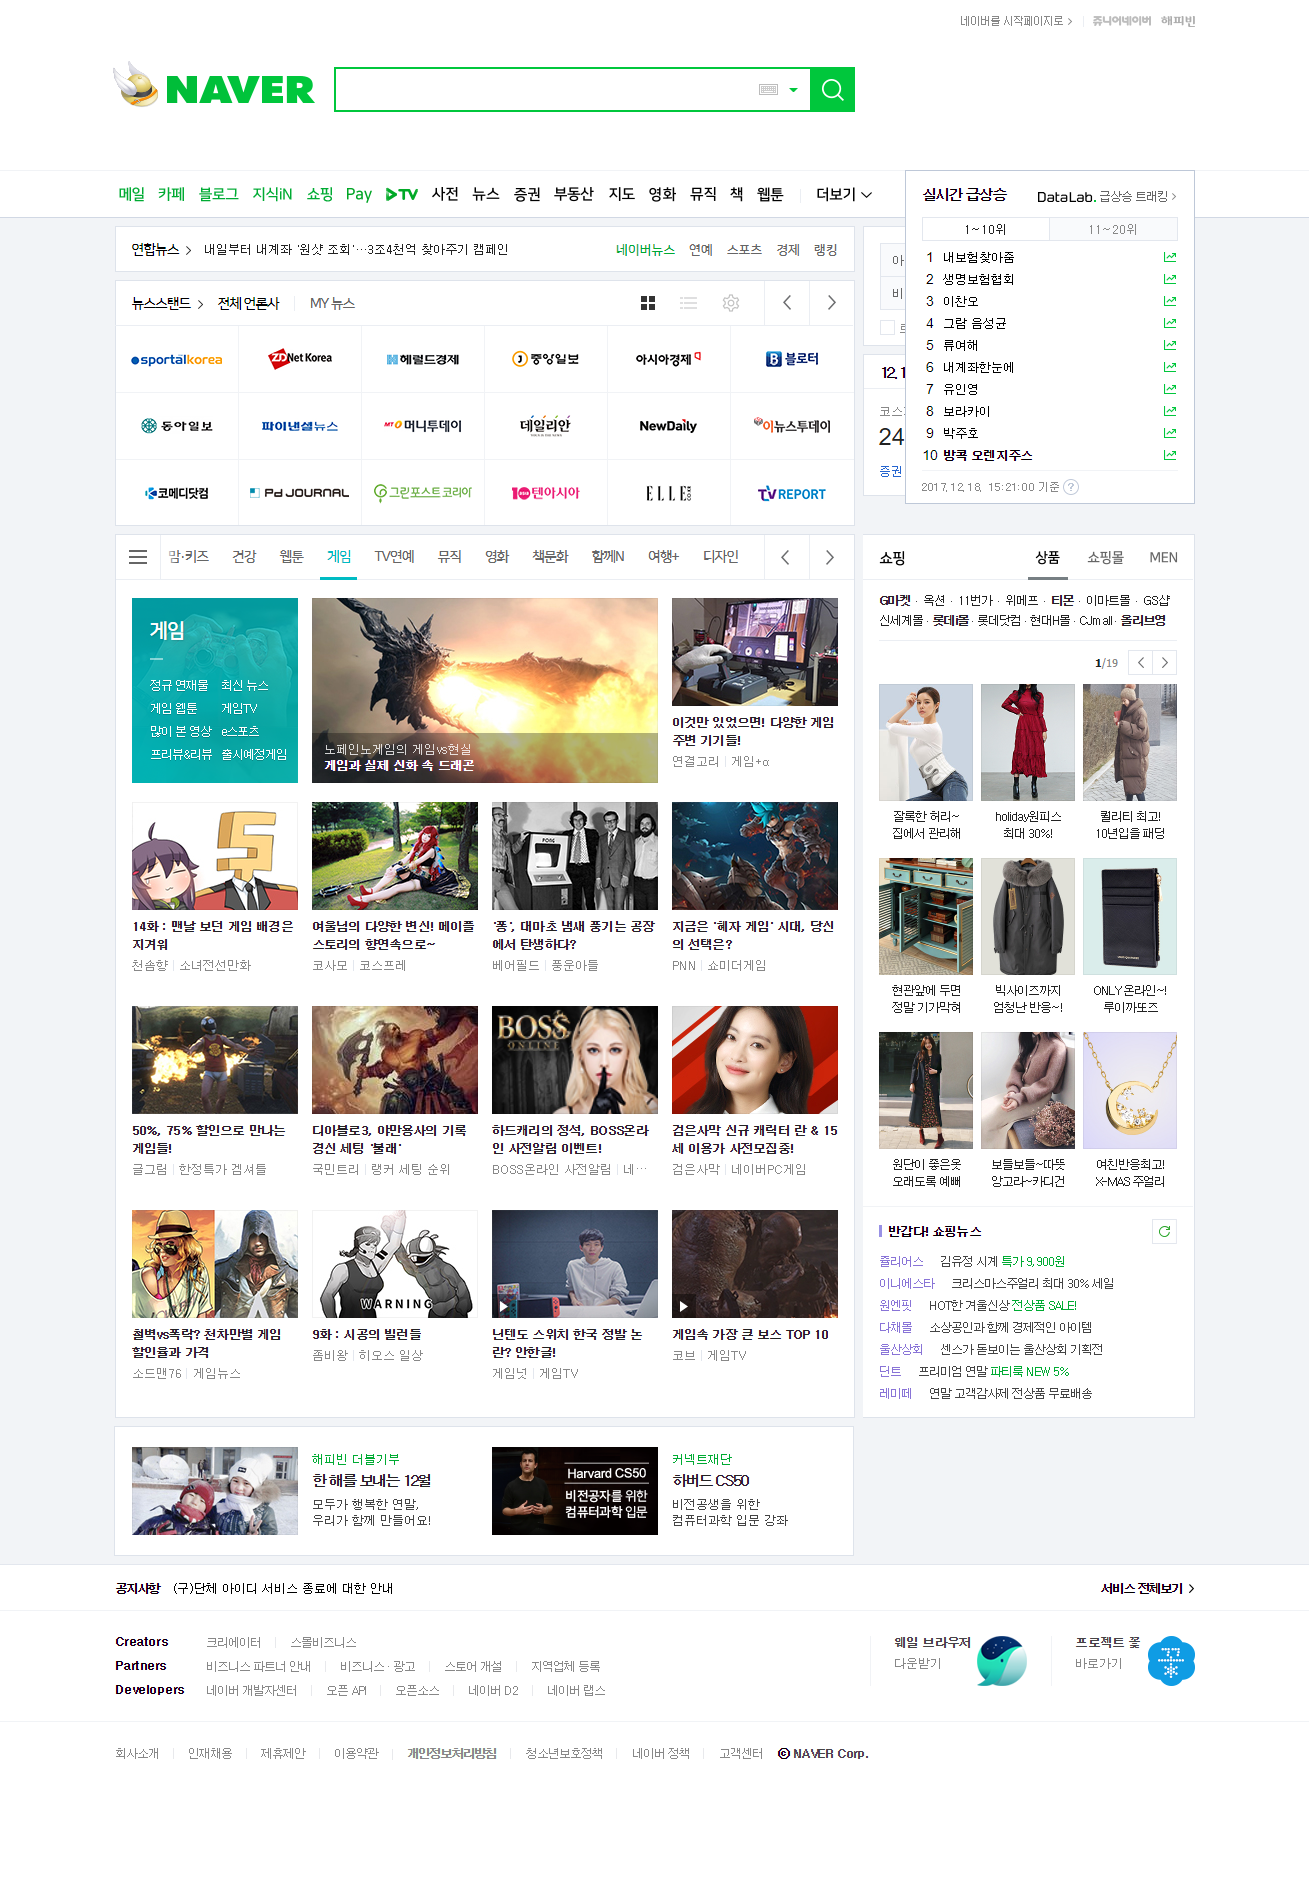 네이버를 시작페이지로
쥬니어네이버 해피빈
NAVER
메일 카페 블로그 지식iN 쇼핑 Pay TV 사전 뉴스 증권 부동산 지도 영화 뮤직 책 웹툰 더보기
실시간 급상승 DataLab. 급상승 트래킹
1~10위 11~20위
1 내보험찾아줌
2 생명보험협회
3 이찬오
4 그람 음성균
5 류여해
6 내계좌한눈에
7 유인영
8 보라카이
9 박주호
10 방콕 오렌지주스
2017. 12. 18. 15:21:00 기준 ?
연합뉴스 내일부터 내계좌 '원샷 조회'…3조4천억 찾아주기 캠페인
네이버뉴스 연예 스포츠 경제 랭킹
뉴스스탠드 전체 언론사 MY 뉴스
sportalkorea ZDNet Korea 헤럴드경제 중앙일보 아시아경제 블로터
동아일보 파이낸셜뉴스 MT 머니투데이 데일리안 NewDaily 이뉴스투데이
코메디닷컴 PD JOURNAL 그린포스트코리아 10 텐아시아 ELLE TVREPORT
아
비
12. 1
코스
24
증권
맘·키즈 건강 웹툰 게임 TV연예 뮤직 영화 책문화 함께N 여행+ 디자인
게임
정규 연재물 최신 뉴스
게임 웹툰 게임TV
많이 본 영상 e스포츠
프리뷰&리뷰 출시예정게임
노페인노게임의 게임vs현실
게임과 실제 신화 속 드래곤
이것만 있었으면! 다양한 게임
주변 기기들!
연결고리 게임+α
14화 : 맨날 보던 게임 배경은
지겨워
천솜향 소녀전선만화
여울님의 다양한 변신! 메이플
스토리의 향연속으로~
코사모 코스프레
PONG
'퐁', 대마초 냄새 풍기는 공장
에서 탄생하다?
베어필드 풍운아들
지금은 '혜자 게임' 시대, 당신
의 선택은?
PNN 쇼미더게임
50%, 75% 할인으로 만나는
게임들!
글그림 한정특가 겜셔틀
디아블로3, 야만용사의 기록
경신 세팅 '불래'
국민트리 랭커 세팅 순위
BOSS
ONLINE
하드캐리의 정석, BOSS온라
인 사전알림 이벤트!
BOSS온라인 사전알림 네…
검은사막 신규 캐릭터 란 & 15
세 이용가 사전모집중!
검은사막 네이버PC게임
철벽vs폭락? 천차만별 게임
할인율과 가격
소드맨76 게임뉴스
WARNING
9화 : 시공의 빌런들
좀비왕 히오스 일상
닌텐도 스위치 한국 정발 논
란? 안한글!
게임넛 게임TV
게임속 가장 큰 보스 TOP 10
코브 게임TV
쇼핑 상품 쇼핑몰 MEN
G마켓 · 옥션 · 11번가 · 위메프 · 티몬 · 이마트몰 · GS샵
신세계몰 · 롯데i몰 · 롯데닷컴 · 현대H몰 · CJmall · 올리브영
1/19
잘록한 허리~
집에서 관리해
holiday원피스
최대 30%!
퀄리티 최고!
10년입을 패딩
현관앞에 두면
정말 기가막혀
빅사이즈까지
엄청난 반응~!
ONLY 온라인~!
루이까또즈
원단이 좋은옷
오래도록 예뻐
보들보들~따뜻
앙고라~카디건
여친반응최고!
X-MAS 주얼리
반갑다! 쇼핑뉴스
쥴리어스 김유정 시계 특가 9,900원
이니에스타 크리스마스주얼리 최대 30% 세일
원엔핏 HOT한 겨울신상 전상품 SALE!
다채몰 소상공인과 함께 경제적인 아이템
울산상회 센스가 돋보이는 울산상회 기획전
딘트 프리미엄 연말 파티룩 NEW 5%
레미떼 연말 고객감사제 전상품 무료배송
해피빈 더블기부
한 해를 보내는 12월
모두가 행복한 연말,
우리가 함께 만들어요!
Harvard CS50
비전공자를 위한
컴퓨터과학 입문
커넥트재단
하버드 CS50
비전공생을 위한
컴퓨터과학 입문 강좌
공지사항 (구)단체 아이디 서비스 종료에 대한 안내
서비스 전체보기
Creators 크리에이터 스몰비즈니스
Partners 비즈니스 파트너 안내 비즈니스 · 광고 스토어 개설 지역업체 등록
Developers 네이버 개발자센터 오픈 API 오픈소스 네이버 D2 네이버 랩스
웨일 브라우저
다운받기
프로젝트 꽃
바로가기
회사소개 인재채용 제휴제안 이용약관 개인정보처리방침 청소년보호정책 네이버 정책 고객센터 ⓒ NAVER Corp.